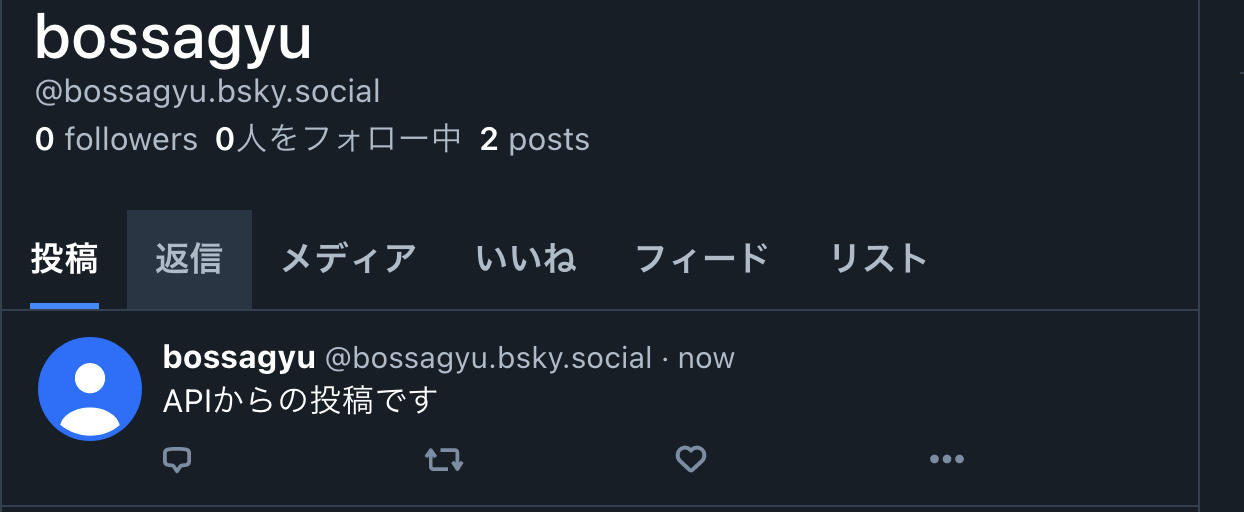 bossagyu
@bossagyu.bsky.social
0 followers 0人をフォロー中 2 posts
投稿 返信 メディア いいね フィード リスト
bossagyu @bossagyu.bsky.social · now
APIからの投稿です